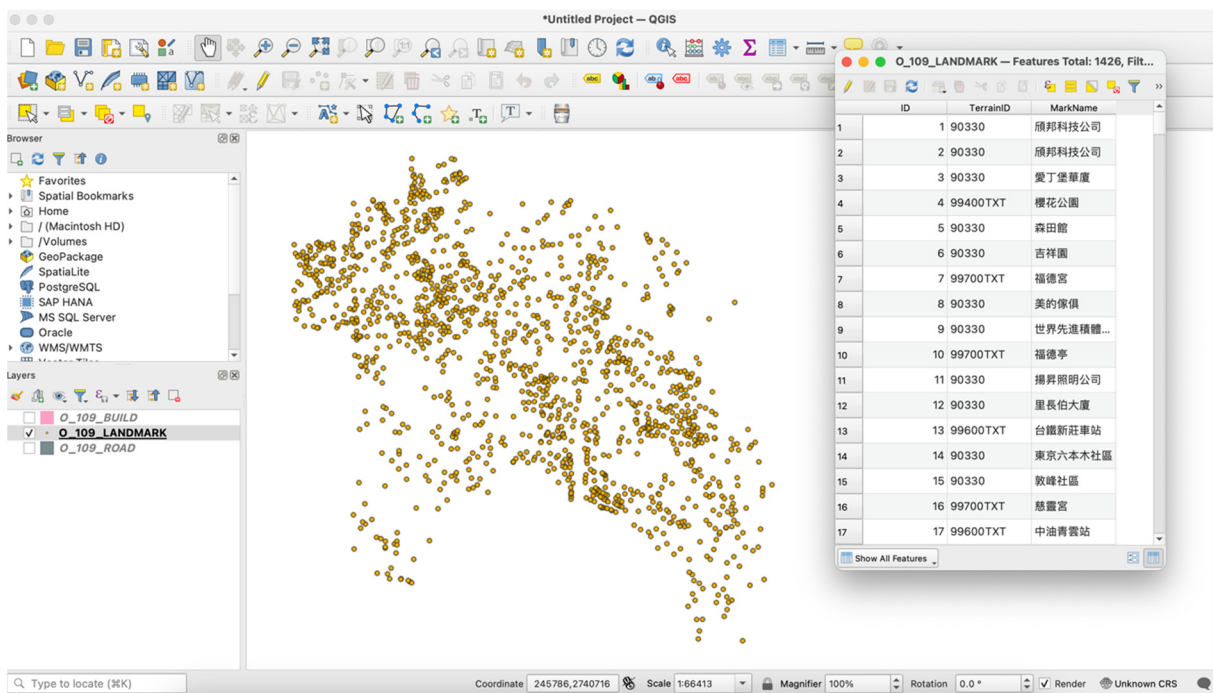 *Untitled Project — QGIS
O_109_LANDMARK — Features Total: 1426, Filt...
ID TerrainID MarkName
1 1 90330 頎邦科技公司
2 2 90330 頎邦科技公司
3 3 90330 愛丁堡華廈
4 4 99400TXT 櫻花公園
5 5 90330 森田館
6 6 90330 吉祥園
7 7 99700TXT 福德宮
8 8 90330 美的傢俱
9 9 90330 世界先進積體...
10 10 99700TXT 福德亭
11 11 90330 揚昇照明公司
12 12 90330 里長伯大廈
13 13 99600TXT 台鐵新莊車站
14 14 90330 東京六本木社區
15 15 90330 敦峰社區
16 16 99700TXT 慈靈宮
17 17 99600TXT 中油青雲站
Show All Features
Browser
Favorites
Spatial Bookmarks
Home
/ (Macintosh HD)
/Volumes
GeoPackage
SpatiaLite
PostgreSQL
SAP HANA
MS SQL Server
Oracle
WMS/WMTS
Layers
O_109_BUILD
O_109_LANDMARK
O_109_ROAD
Type to locate (⌘K)
Coordinate 245786,2740716 Scale 1:66413 Magnifier 100% Rotation 0.0 ° Render Unknown CRS